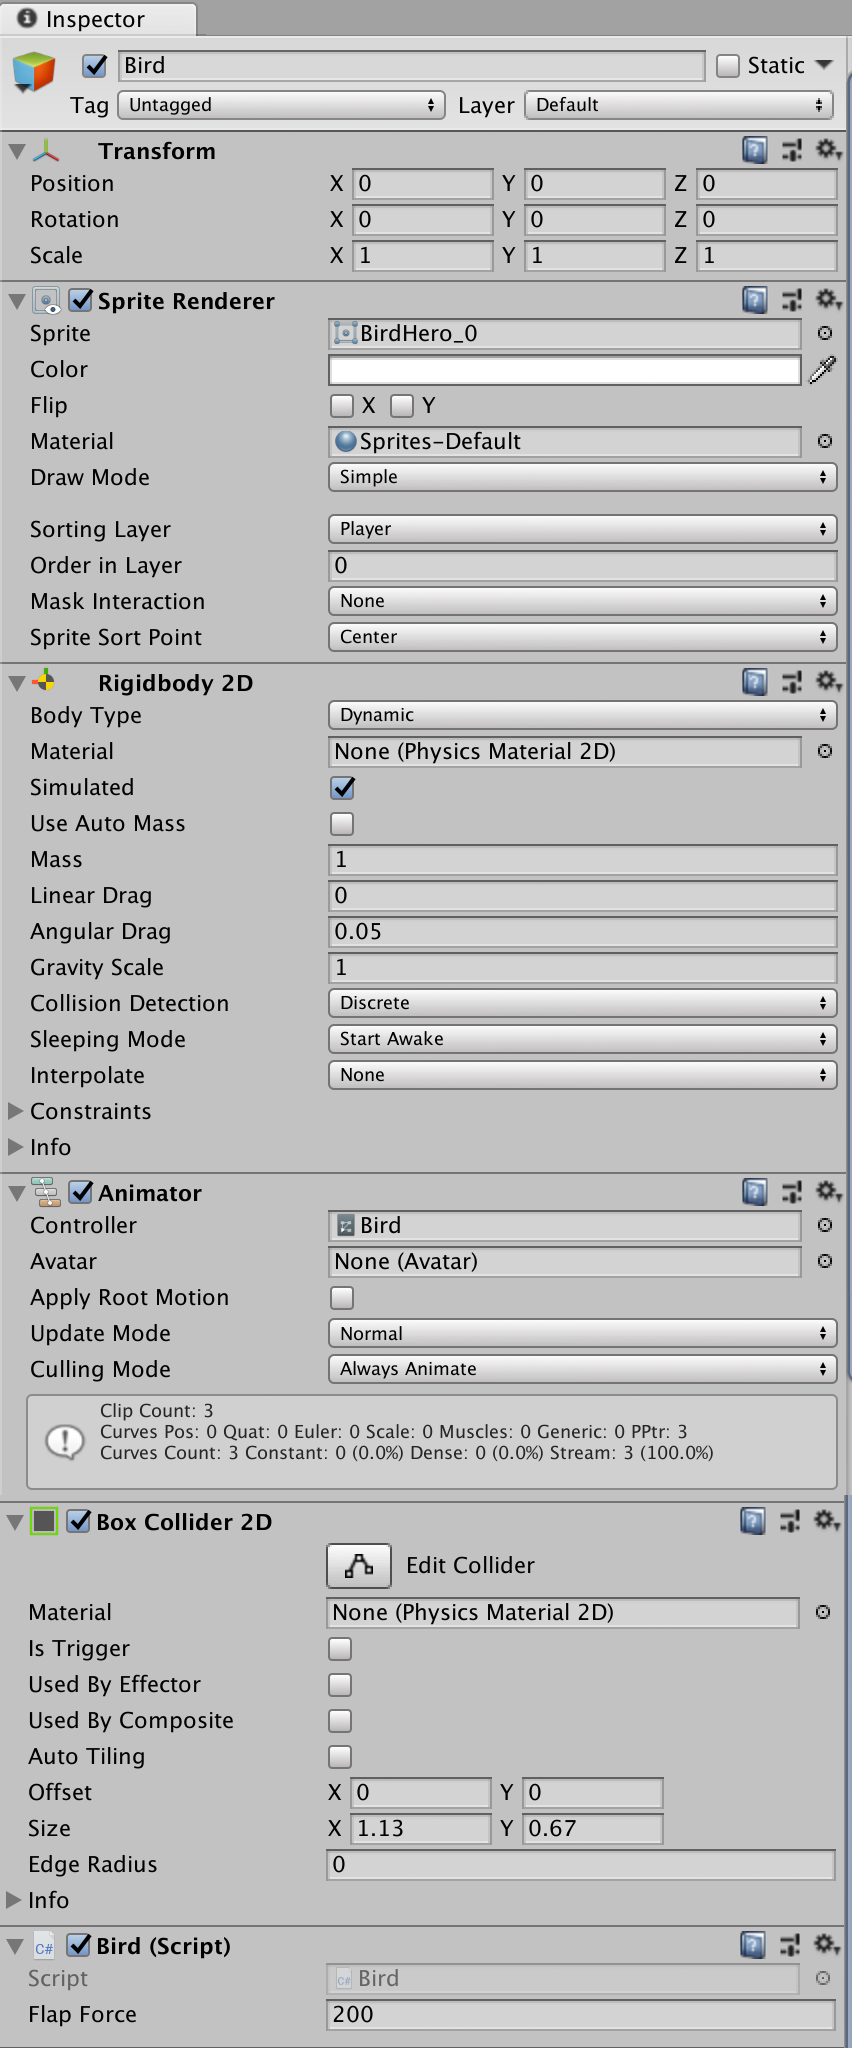 Inspector
Bird Static
Tag Untagged Layer Default
Transform
Position X 0 Y 0 Z 0
Rotation X 0 Y 0 Z 0
Scale X 1 Y 1 Z 1
Sprite Renderer
Sprite BirdHero_0
Color
Flip X Y
Material Sprites-Default
Draw Mode Simple
Sorting Layer Player
Order in Layer 0
Mask Interaction None
Sprite Sort Point Center
Rigidbody 2D
Body Type Dynamic
Material None (Physics Material 2D)
Simulated
Use Auto Mass
Mass 1
Linear Drag 0
Angular Drag 0.05
Gravity Scale 1
Collision Detection Discrete
Sleeping Mode Start Awake
Interpolate None
Constraints
Info
Animator
Controller Bird
Avatar None (Avatar)
Apply Root Motion
Update Mode Normal
Culling Mode Always Animate
Clip Count: 3
Curves Pos: 0 Quat: 0 Euler: 0 Scale: 0 Muscles: 0 Generic: 0 PPtr: 3
Curves Count: 3 Constant: 0 (0.0%) Dense: 0 (0.0%) Stream: 3 (100.0%)
Box Collider 2D
Edit Collider
Material None (Physics Material 2D)
Is Trigger
Used By Effector
Used By Composite
Auto Tiling
Offset X 0 Y 0
Size X 1.13 Y 0.67
Edge Radius 0
Info
C# Bird (Script)
Script C# Bird
Flap Force 200